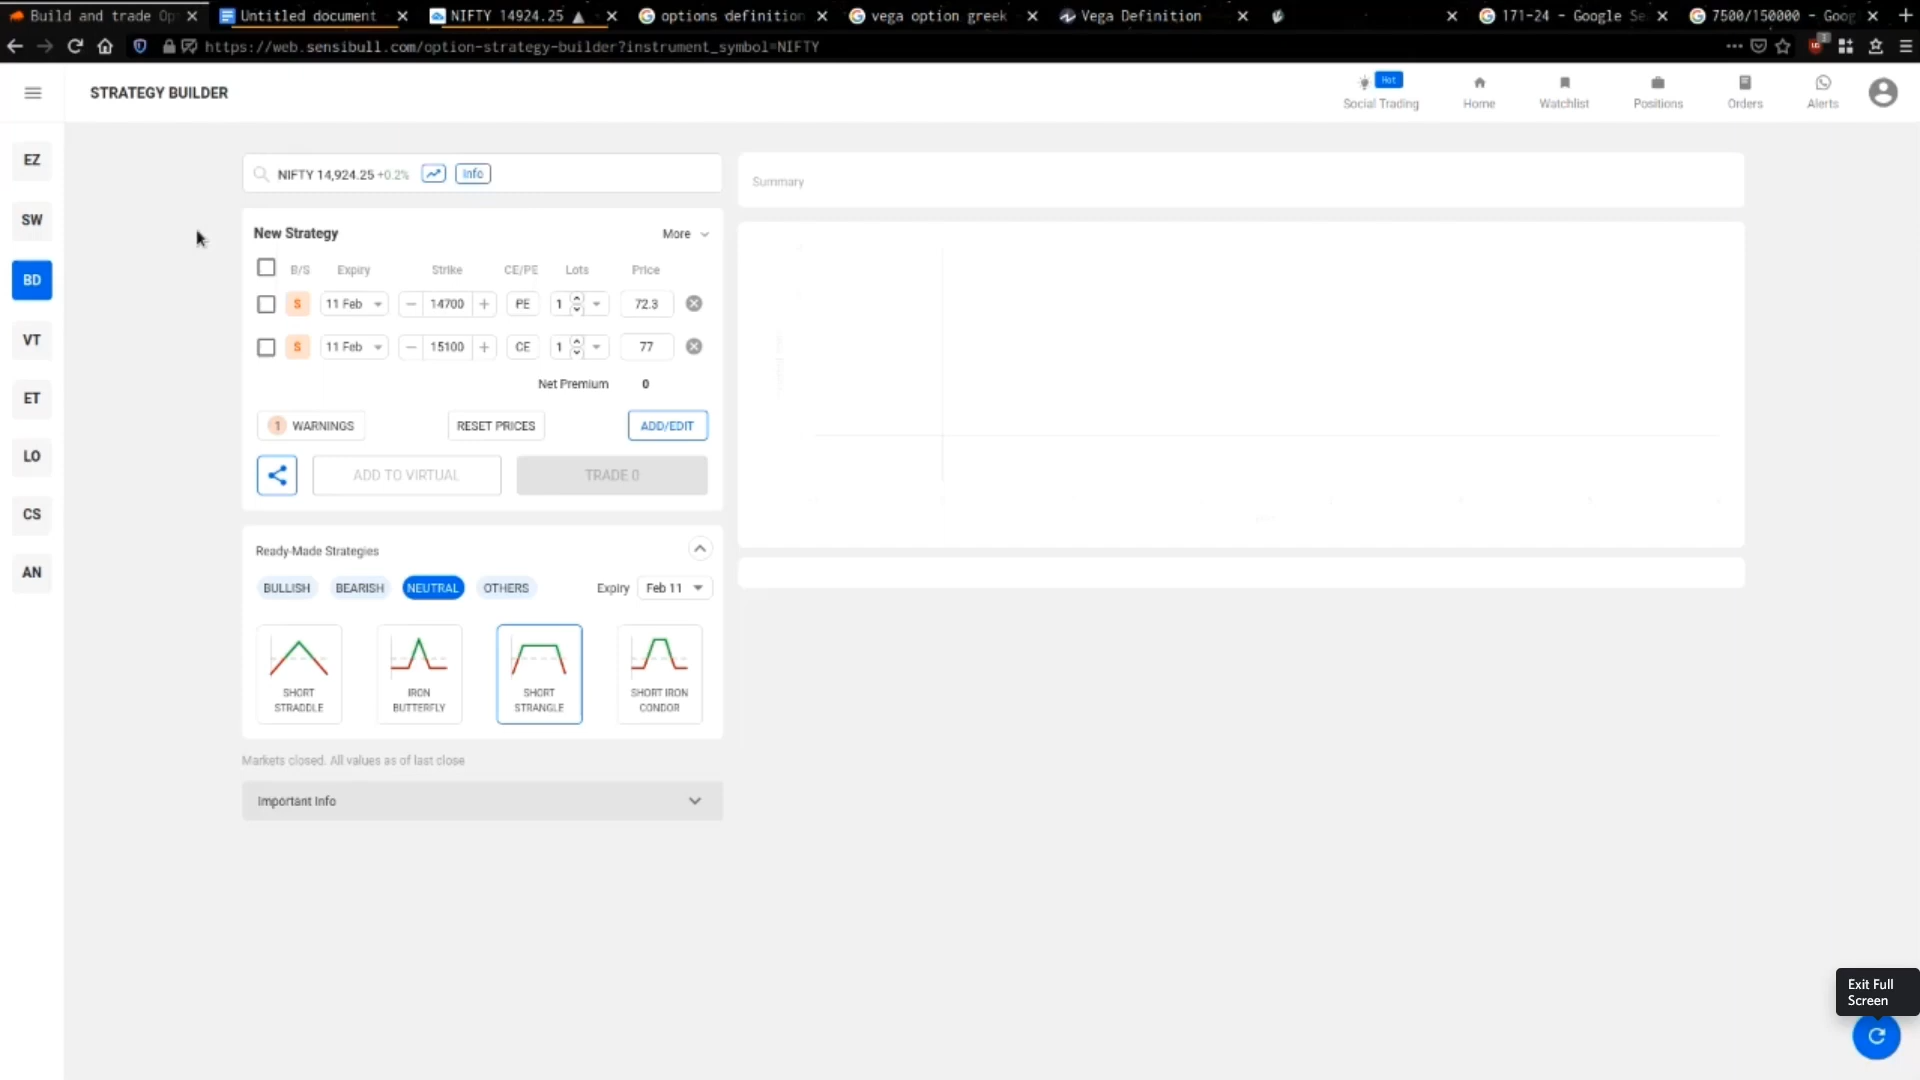 Build and trade Op
Untitled document
NIFTY 14924.25 ▲
options definition
vega option greek
Vega Definition
171-24 - Google Se
7500/150000 - Goog
https://web.sensibull.com/option-strategy-builder?instrument_symbol=NIFTY
STRATEGY BUILDER
Hot
Social Trading
Home
Watchlist
Positions
Orders
Alerts
EZ
SW
BD
VT
ET
LO
CS
AN
NIFTY 14,924.25 +0.2%
Info
Summary
New Strategy
More
B/S Expiry Strike CE/PE Lots Price
S 11 Feb − 14700 + PE 1 72.3
S 11 Feb − 15100 + CE 1 77
Net Premium 0
1 WARNINGS
RESET PRICES
ADD/EDIT
ADD TO VIRTUAL
TRADE 0
Ready-Made Strategies
BULLISH BEARISH NEUTRAL OTHERS
Expiry Feb 11
SHORT
STRADDLE
IRON
BUTTERFLY
SHORT
STRANGLE
SHORT IRON
CONDOR
Markets closed. All values as of last close
Important Info
Exit Full
Screen